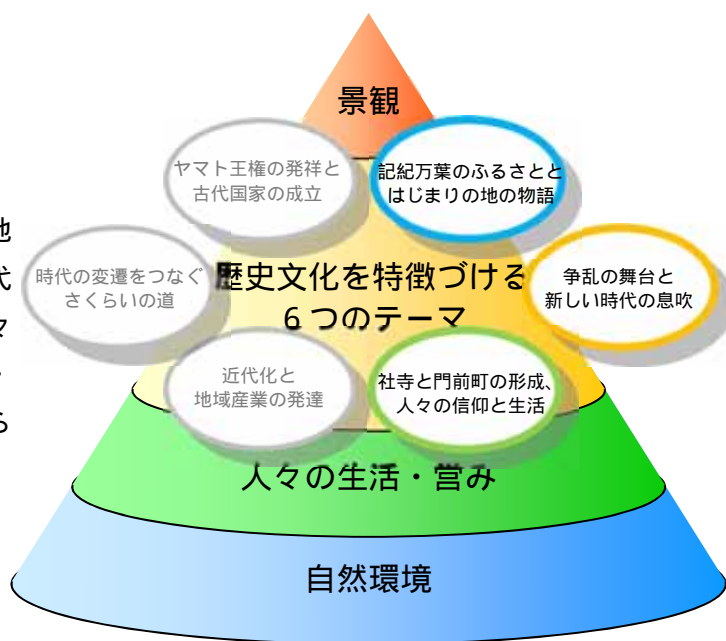 景観
ヤマト王権の発祥と
古代国家の成立
記紀万葉のふるさとと
はじまりの地の物語
地
代
時代の変遷をつなぐ
さくらいの道
歴史文化を特徴づける
6つのテーマ
争乱の舞台と
新しい時代の息吹
マ
ら
近代化と
地域産業の発達
社寺と門前町の形成、
人々の信仰と生活
人々の生活・営み
自然環境